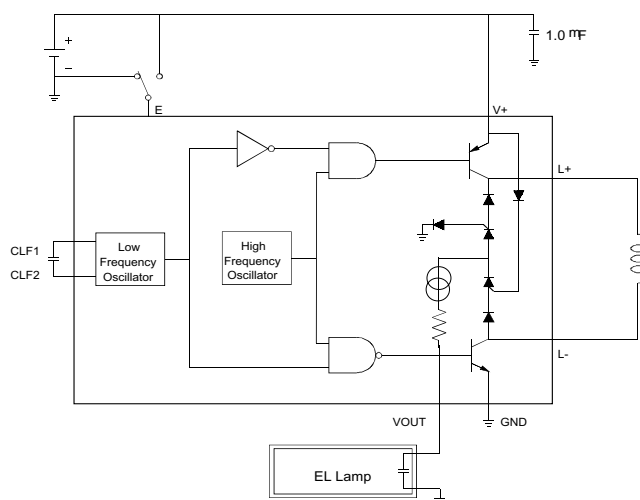 +
1.0 mF
−
E
V+
L+
CLF1
CLF2
Low
Frequency
Oscillator
High
Frequency
Oscillator
L-
VOUT
GND
EL Lamp